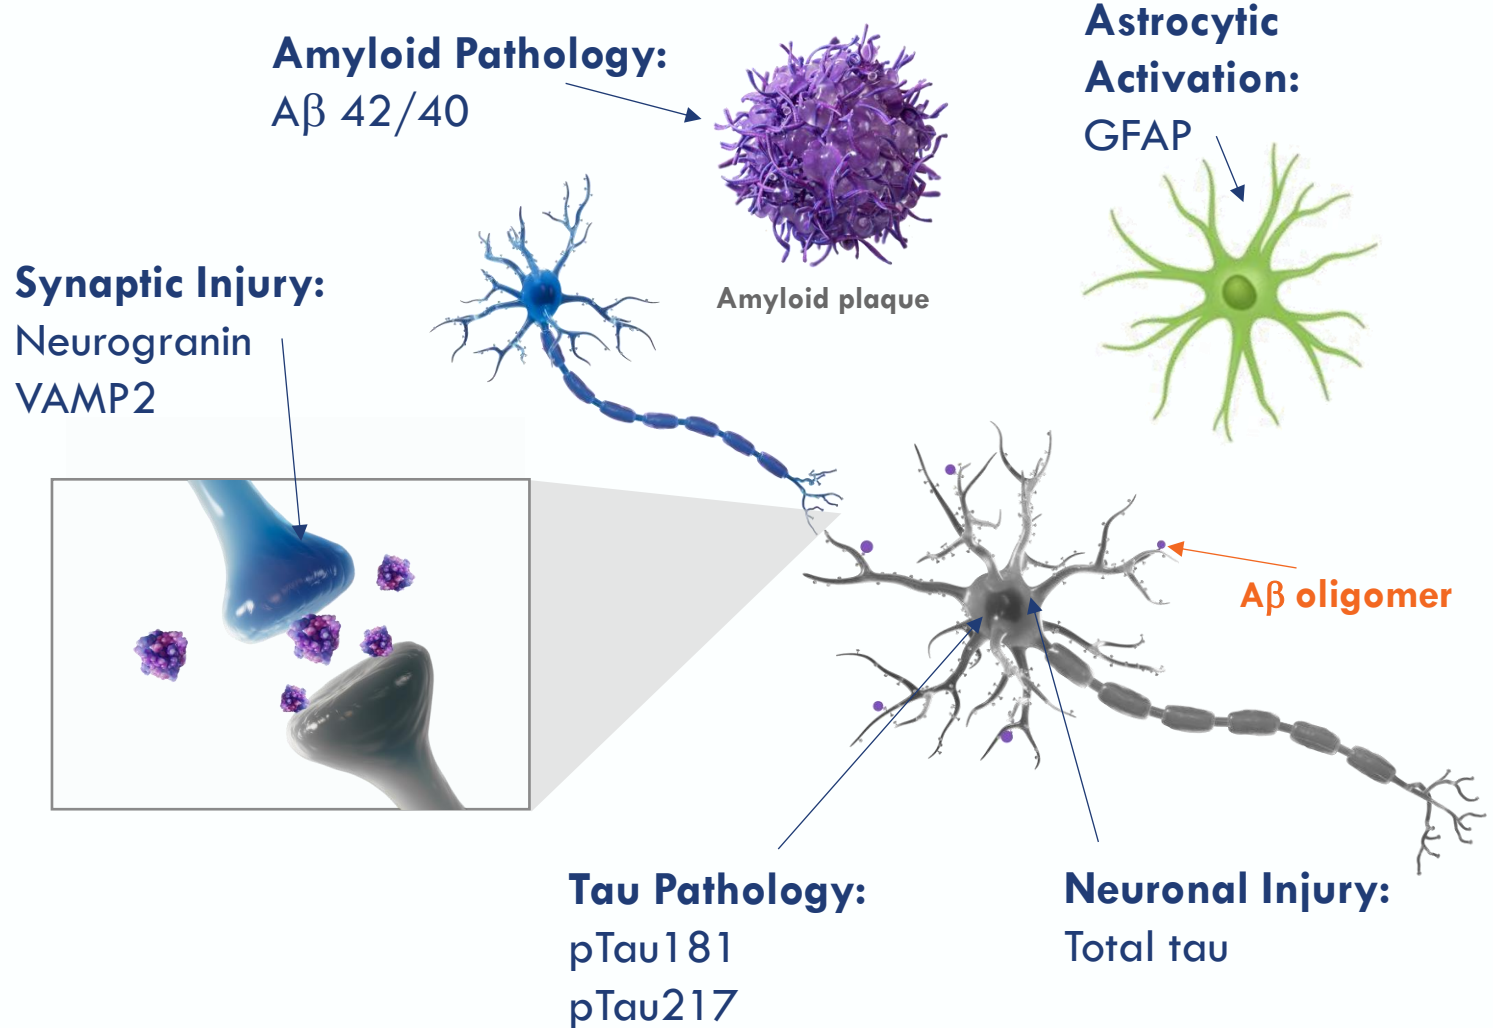 Amyloid Pathology:
Aβ 42/40
Astrocytic
Activation:
GFAP
Amyloid plaque
Synaptic Injury:
Neurogranin
VAMP2
Aβ oligomer
Tau Pathology:
pTau181
pTau217
Neuronal Injury:
Total tau